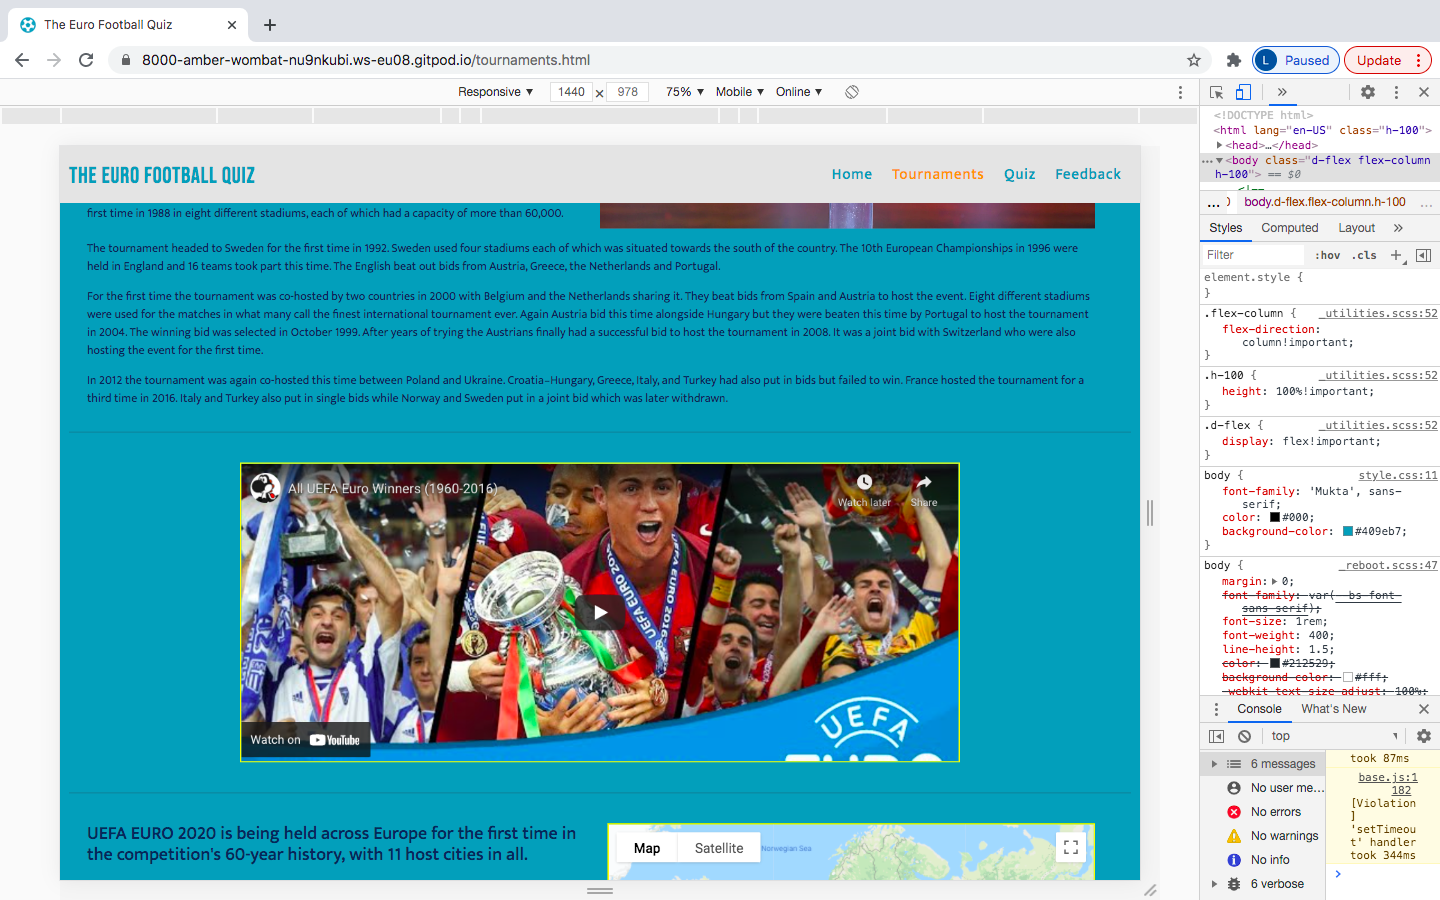 The Euro Football Quiz
8000-amber-wombat-nu9nkubi.ws-eu08.gitpod.io/tournaments.html
L Paused
Update
Responsive ▼ 1440 × 978 75% ▼ Mobile ▼ Online ▼
THE EURO FOOTBALL QUIZ
Home Tournaments Quiz Feedback
first time in 1988 in eight different stadiums, each of which had a capacity of more than 60,000.
The tournament headed to Sweden for the first time in 1992. Sweden used four stadiums each of which was situated towards the south of the country. The 10th European Championships in 1996 were
held in England and 16 teams took part this time. The English beat out bids from Austria, Greece, the Netherlands and Portugal.
For the first time the tournament was co-hosted by two countries in 2000 with Belgium and the Netherlands sharing it. They beat bids from Spain and Austria to host the event. Eight different stadiums
were used for the matches in what many call the finest international tournament ever. Again Austria bid this time alongside Hungary but they were beaten this time by Portugal to host the tournament
in 2004. The winning bid was selected in October 1999. After years of trying the Austrians finally had a successful bid to host the tournament in 2008. It was a joint bid with Switzerland who were also
hosting the event for the first time.
In 2012 the tournament was again co-hosted this time between Poland and Ukraine. Croatia–Hungary, Greece, Italy, and Turkey had also put in bids but failed to win. France hosted the tournament for a
third time in 2016. Italy and Turkey also put in single bids while Norway and Sweden put in a joint bid which was later withdrawn.
All UEFA Euro Winners (1960-2016)
Watch later Share
UEFA EURO 2016
UEFA EURO 2016
UEFA
EURO
Watch on YouTube
UEFA EURO 2020 is being held across Europe for the first time in
the competition's 60-year history, with 11 host cities in all.
Map Satellite
Norwegian Sea
<!DOCTYPE html>
<html lang="en-US" class="h-100">
<head>…</head>
…<body class="d-flex flex-column
h-100"> == $0
<!--
… body.d-flex.flex-column.h-100 …
Styles Computed Layout
Filter :hov .cls +
element.style {
}
.flex-column { _utilities.scss:52
flex-direction:
column!important;
}
.h-100 { _utilities.scss:52
height: 100%!important;
}
.d-flex { _utilities.scss:52
display: flex!important;
}
body { style.css:11
font-family: 'Mukta', sans-
serif;
color: #000;
background-color: #409eb7;
}
body { _reboot.scss:47
margin: 0;
font-family: var(--bs-font-
sans-serif);
font-size: 1rem;
font-weight: 400;
line-height: 1.5;
color: #212529;
background-color: #fff;
-webkit-text-size-adjust: 100%;
Console What's New
top
6 messages
No user me…
No errors
No warnings
No info
6 verbose
took 87ms
base.js:1
182
[Violation
]
'setTimeou
t' handler
took 344ms